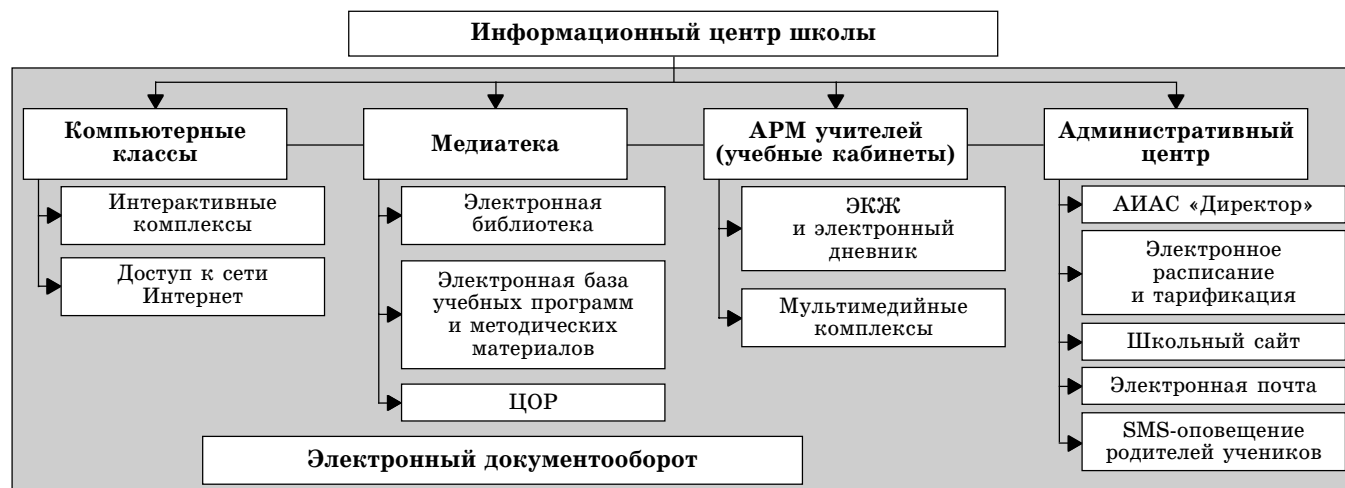 Информационный центр школы
Компьютерные
классы
Интерактивные
комплексы
Доступ к сети
Интернет
Медиатека
Электронная
библиотека
Электронная база
учебных программ
и методических
материалов
ЦОР
АРМ учителей
(учебные кабинеты)
ЭКЖ
и электронный
дневник
Мультимедийные
комплексы
Административный
центр
АИАС «Директор»
Электронное
расписание
и тарификация
Школьный сайт
Электронная почта
SMS-оповещение
родителей учеников
Электронный документооборот